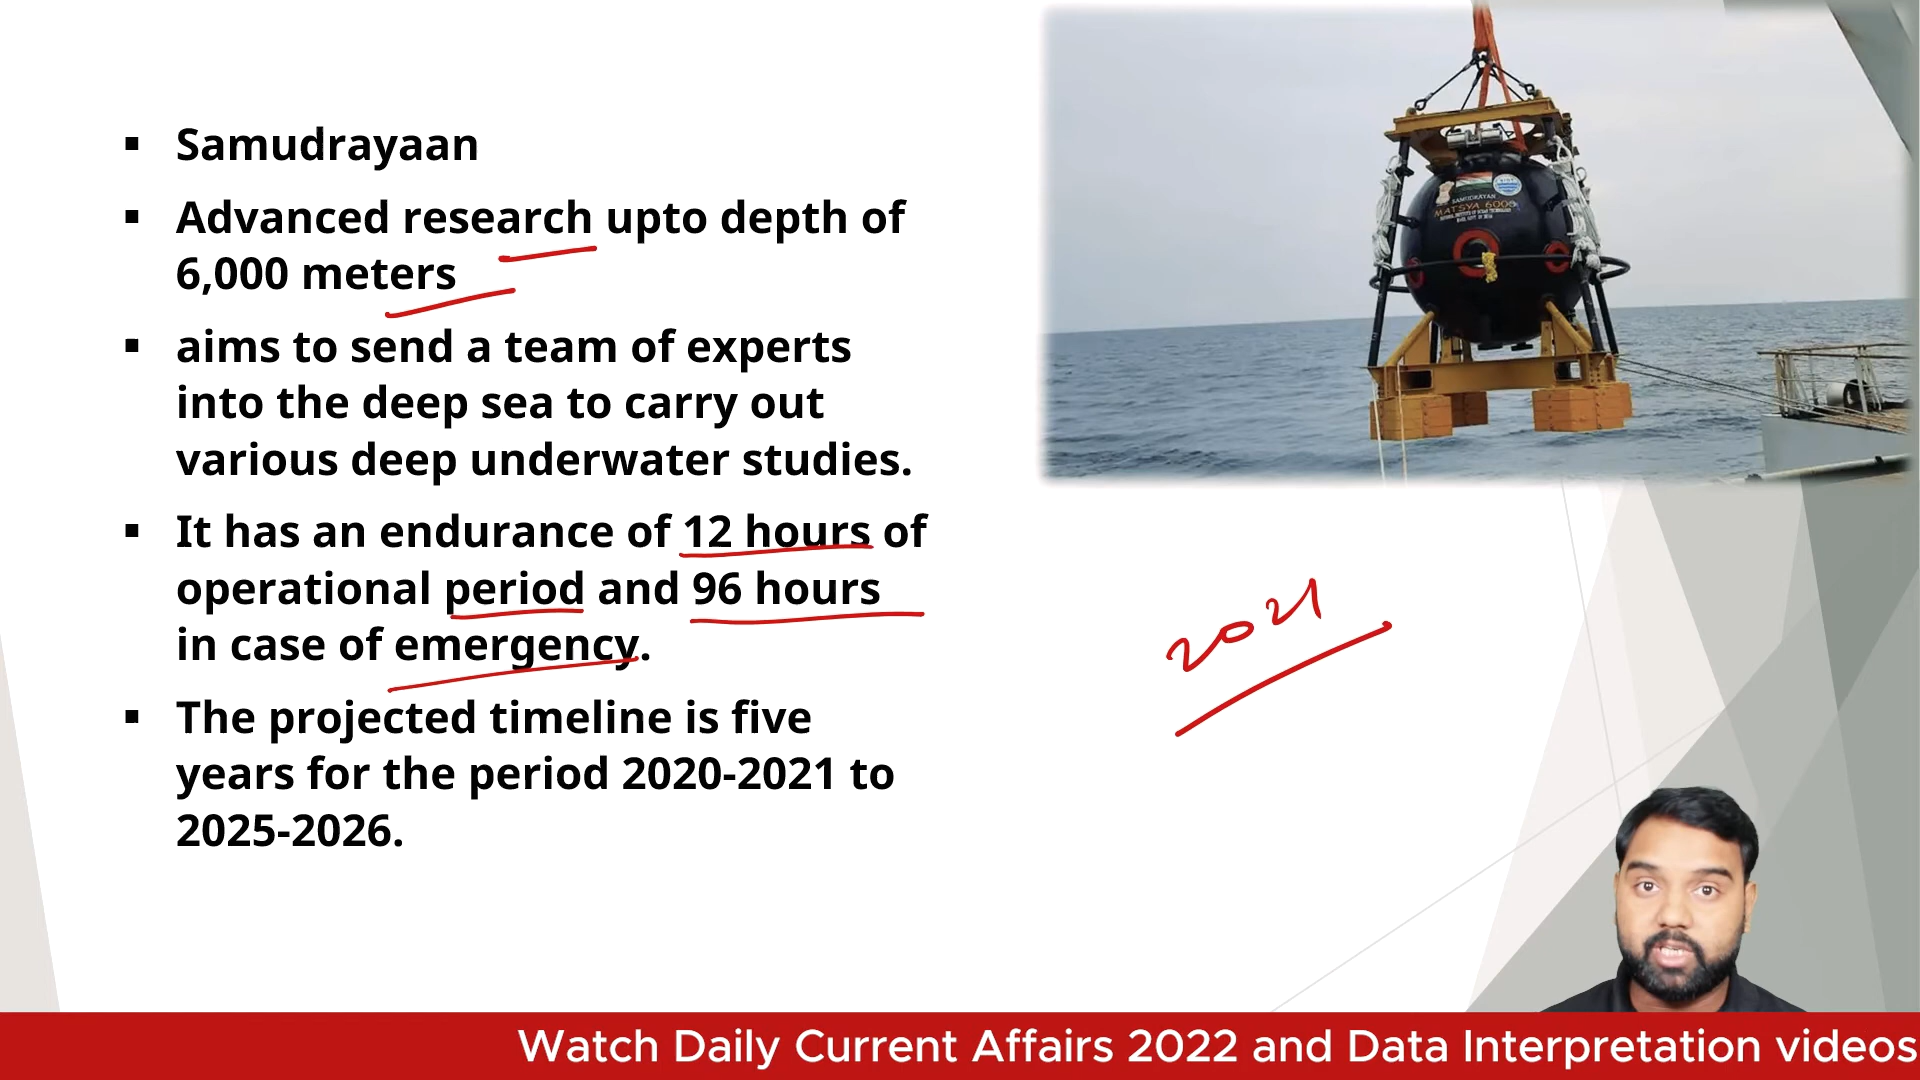 Samudrayaan
Advanced research upto depth of
6,000 meters
aims to send a team of experts
into the deep sea to carry out
various deep underwater studies.
It has an endurance of 12 hours of
operational period and 96 hours
in case of emergency.
The projected timeline is five
years for the period 2020-2021 to
2025-2026.
SAMUDRAYAN
MATSYA 6000
2021
Watch Daily Current Affairs 2022 and Data Interpretation videos